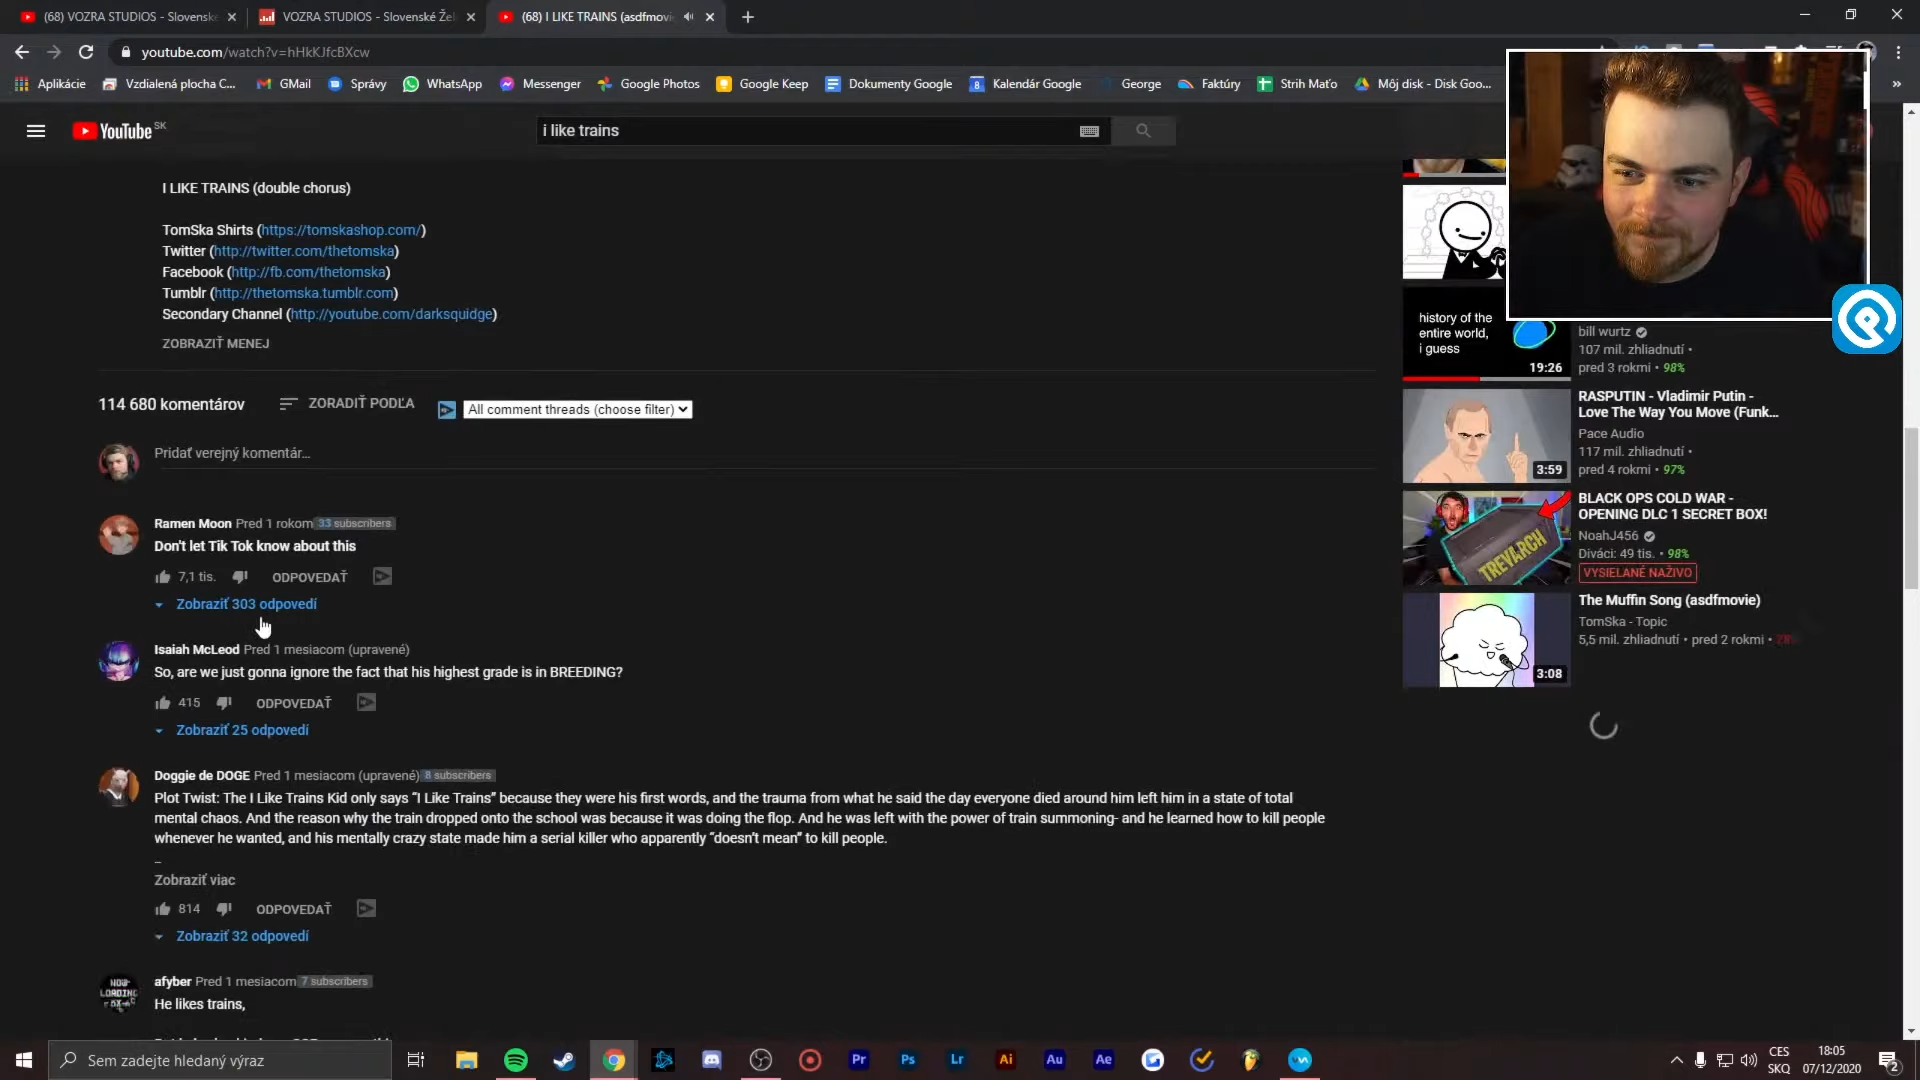 (68) VOZRA STUDIOS - Slovenské
VOZRA STUDIOS - Slovenské Žel
(68) I LIKE TRAINS (asdfmovi
youtube.com/watch?v=hHkKJfcBXcw
Aplikácie
Vzdialená plocha C...
GMail
Správy
WhatsApp
Messenger
Google Photos
Google Keep
Dokumenty Google
Kalendár Google
George
Faktúry
Strih Maťo
Môj disk - Disk Goo...
YouTube SK
i like trains
I LIKE TRAINS (double chorus)
TomSka Shirts (https://tomskashop.com/)
Twitter (http://twitter.com/thetomska)
Facebook (http://fb.com/thetomska)
Tumblr (http://thetomska.tumblr.com)
Secondary Channel (http://youtube.com/darksquidge)
ZOBRAZIŤ MENEJ
114 680 komentárov
ZORADIŤ PODĽA
All comment threads (choose filter)
Pridať verejný komentár...
Ramen Moon Pred 1 rokom 33 subscribers
Don't let Tik Tok know about this
7,1 tis.
ODPOVEDAŤ
Zobraziť 303 odpovedí
Isaiah McLeod Pred 1 mesiacom (upravené)
So, are we just gonna ignore the fact that his highest grade is in BREEDING?
415
ODPOVEDAŤ
Zobraziť 25 odpovedí
Doggie de DOGE Pred 1 mesiacom (upravené) 8 subscribers
Plot Twist: The I Like Trains Kid only says “I Like Trains” because they were his first words, and the trauma from what he said the day everyone died around him left him in a state of total
mental chaos. And the reason why the train dropped onto the school was because it was doing the flop. And he was left with the power of train summoning- and he learned how to kill people
whenever he wanted, and his mentally crazy state made him a serial killer who apparently “doesn’t mean” to kill people.
_
Zobraziť viac
814
ODPOVEDAŤ
Zobraziť 32 odpovedí
afyber Pred 1 mesiacom 7 subscribers
He likes trains,
NOW
LOADING
history of the
entire world,
i guess
19:26
bill wurtz
107 mil. zhliadnutí •
pred 3 rokmi • 98%
3:59
RASPUTIN - Vladimir Putin -
Love The Way You Move (Funk...
Pace Audio
117 mil. zhliadnutí •
pred 4 rokmi • 97%
TREYARCH
BLACK OPS COLD WAR -
OPENING DLC 1 SECRET BOX!
NoahJ456
Diváci: 49 tis. • 98%
VYSIELANÉ NAŽIVO
3:08
The Muffin Song (asdfmovie)
TomSka - Topic
5,5 mil. zhliadnutí • pred 2 rokmi •
Sem zadejte hledaný výraz
Pr
Ps
Lr
Ai
Au
Ae
CES
SKQ
18:05
07/12/2020
2